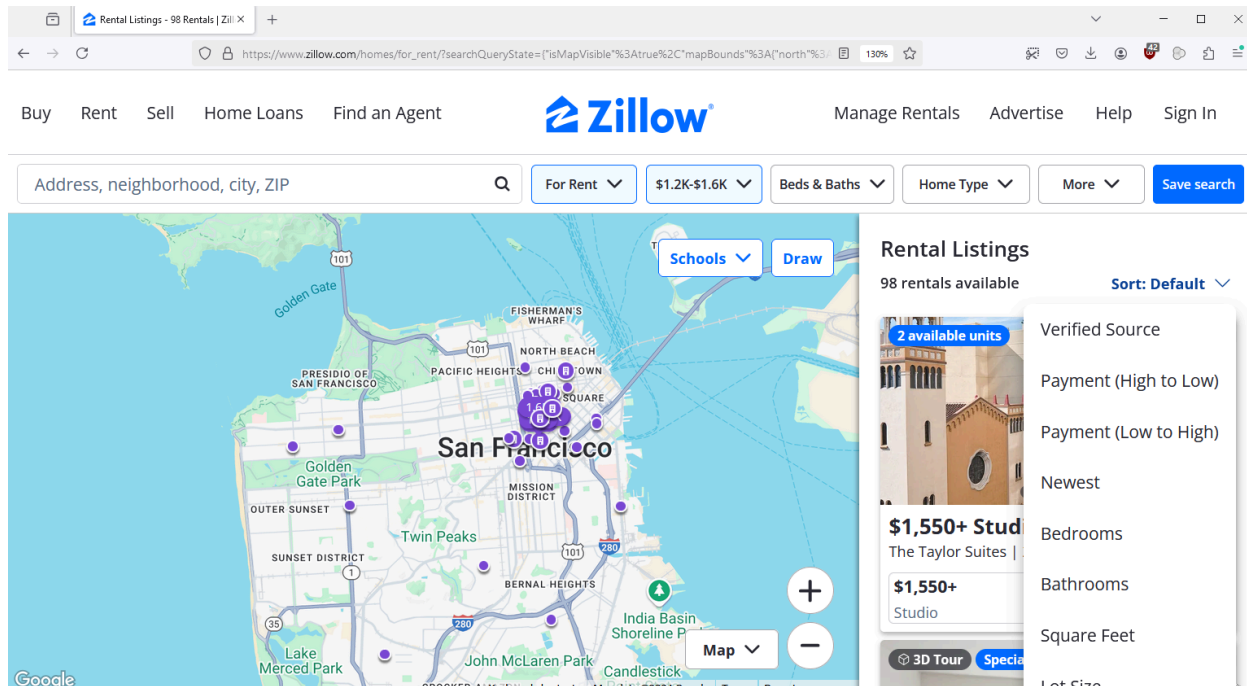 Rental Listings - 98 Rentals | Zil
https://www.zillow.com/homes/for_rent/?searchQueryState={"isMapVisible"%3Atrue%2C"mapBounds"%3A{"north"%3A
130%
42
Buy Rent Sell Home Loans Find an Agent Zillow Manage Rentals Advertise Help Sign In
Address, neighborhood, city, ZIP For Rent $1.2K-$1.6K Beds & Baths Home Type More Save search
Schools Draw
101
Golden Gate
FISHERMAN'S
WHARF
101
NORTH BEACH
PACIFIC HEIGHTS
PRESIDIO OF
SAN FRANCISCO
SQUARE
San Francisco
Golden
Gate Park
MISSION
DISTRICT
OUTER SUNSET
Twin Peaks
SUNSET DISTRICT
101
280
1
BERNAL HEIGHTS
India Basin
Shoreline
280
35
Lake
Merced Park
John McLaren Park
Candlestick
Map
Google
Rental Listings
98 rentals available
Sort: Default
Verified Source
Payment (High to Low)
Payment (Low to High)
Newest
Bedrooms
Bathrooms
Square Feet
Lot Size
2 available units
$1,550+
The Taylor Suites |
$1,550+
Studio
3D Tour